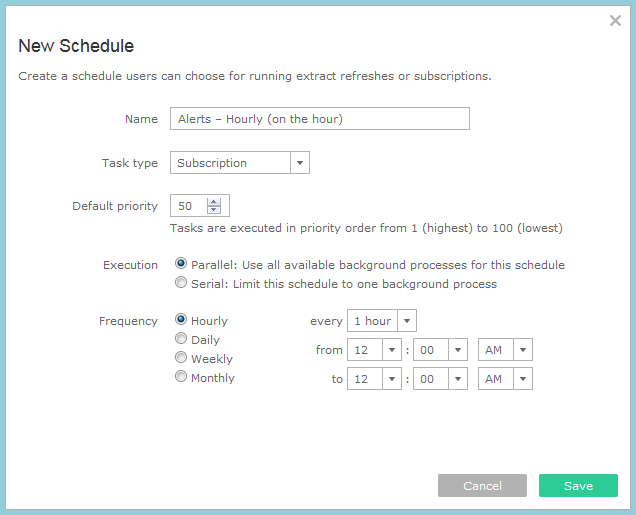 New Schedule
Create a schedule users can choose for running extract refreshes or subscriptions.
Name Alerts – Hourly (on the hour)
Task type Subscription
Default priority 50
Tasks are executed in priority order from 1 (highest) to 100 (lowest)
Execution Parallel: Use all available background processes for this schedule
Serial: Limit this schedule to one background process
Frequency Hourly every 1 hour
Daily from 12 : 00 AM
Weekly
Monthly to 12 : 00 AM
Cancel Save